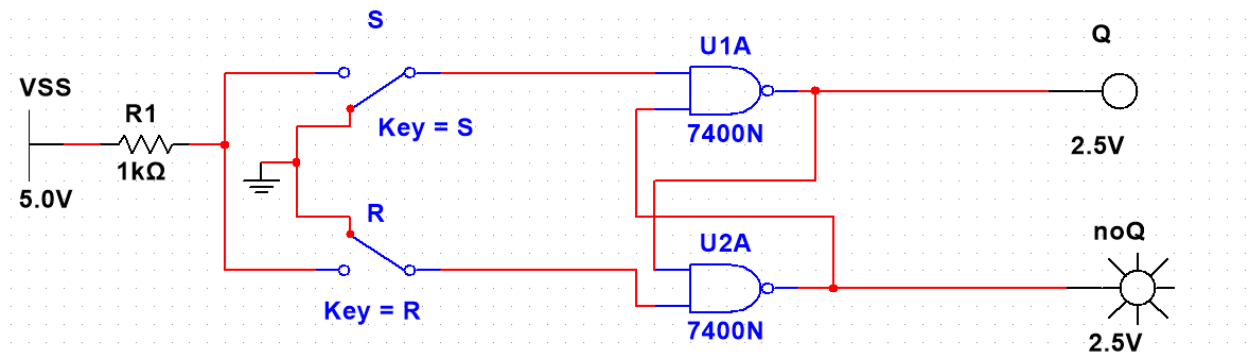 S
Q
U1A
VSS
R1
Key = S
7400N
1kΩ
2.5V
5.0V
R
noQ
U2A
Key = R
7400N
2.5V